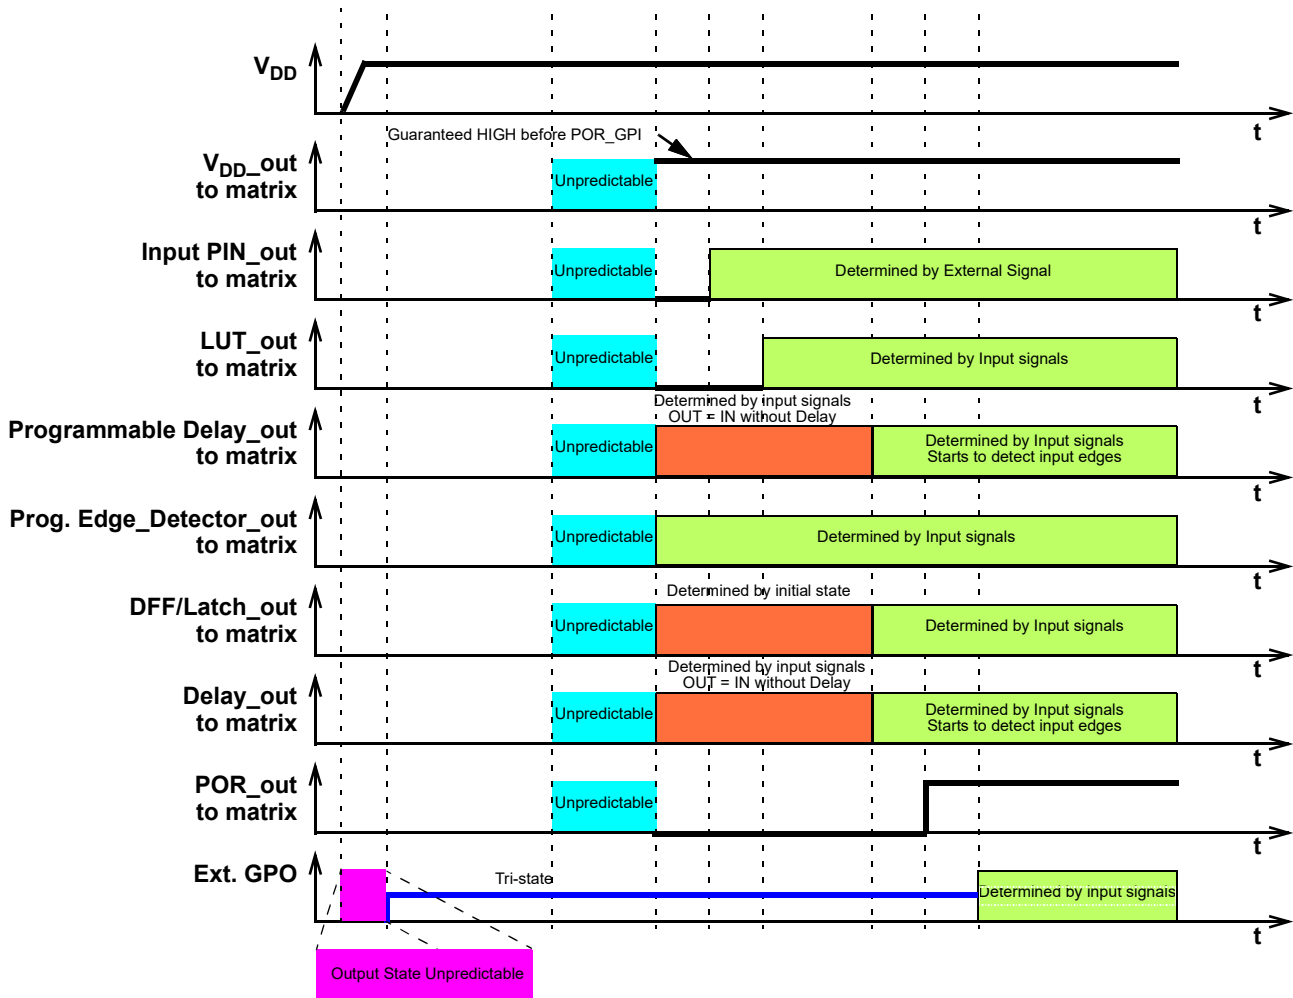 VDD
t
Guaranteed HIGH before POR_GPI
VDD_out
to matrix
Unpredictable
t
Input PIN_out
to matrix
Unpredictable
Determined by External Signal
t
LUT_out
to matrix
Unpredictable
Determined by Input signals
t
Determined by input signals
OUT = IN without Delay
Programmable Delay_out
to matrix
Unpredictable
Determined by Input signals
Starts to detect input edges
t
Prog. Edge_Detector_out
to matrix
Unpredictable
Determined by Input signals
t
Determined by initial state
DFF/Latch_out
to matrix
Unpredictable
Determined by Input signals
t
Determined by input signals
OUT = IN without Delay
Delay_out
to matrix
Unpredictable
Determined by Input signals
Starts to detect input edges
t
POR_out
to matrix
Unpredictable
t
Ext. GPO
Tri-state
Determined by input signals
t
Output State Unpredictable